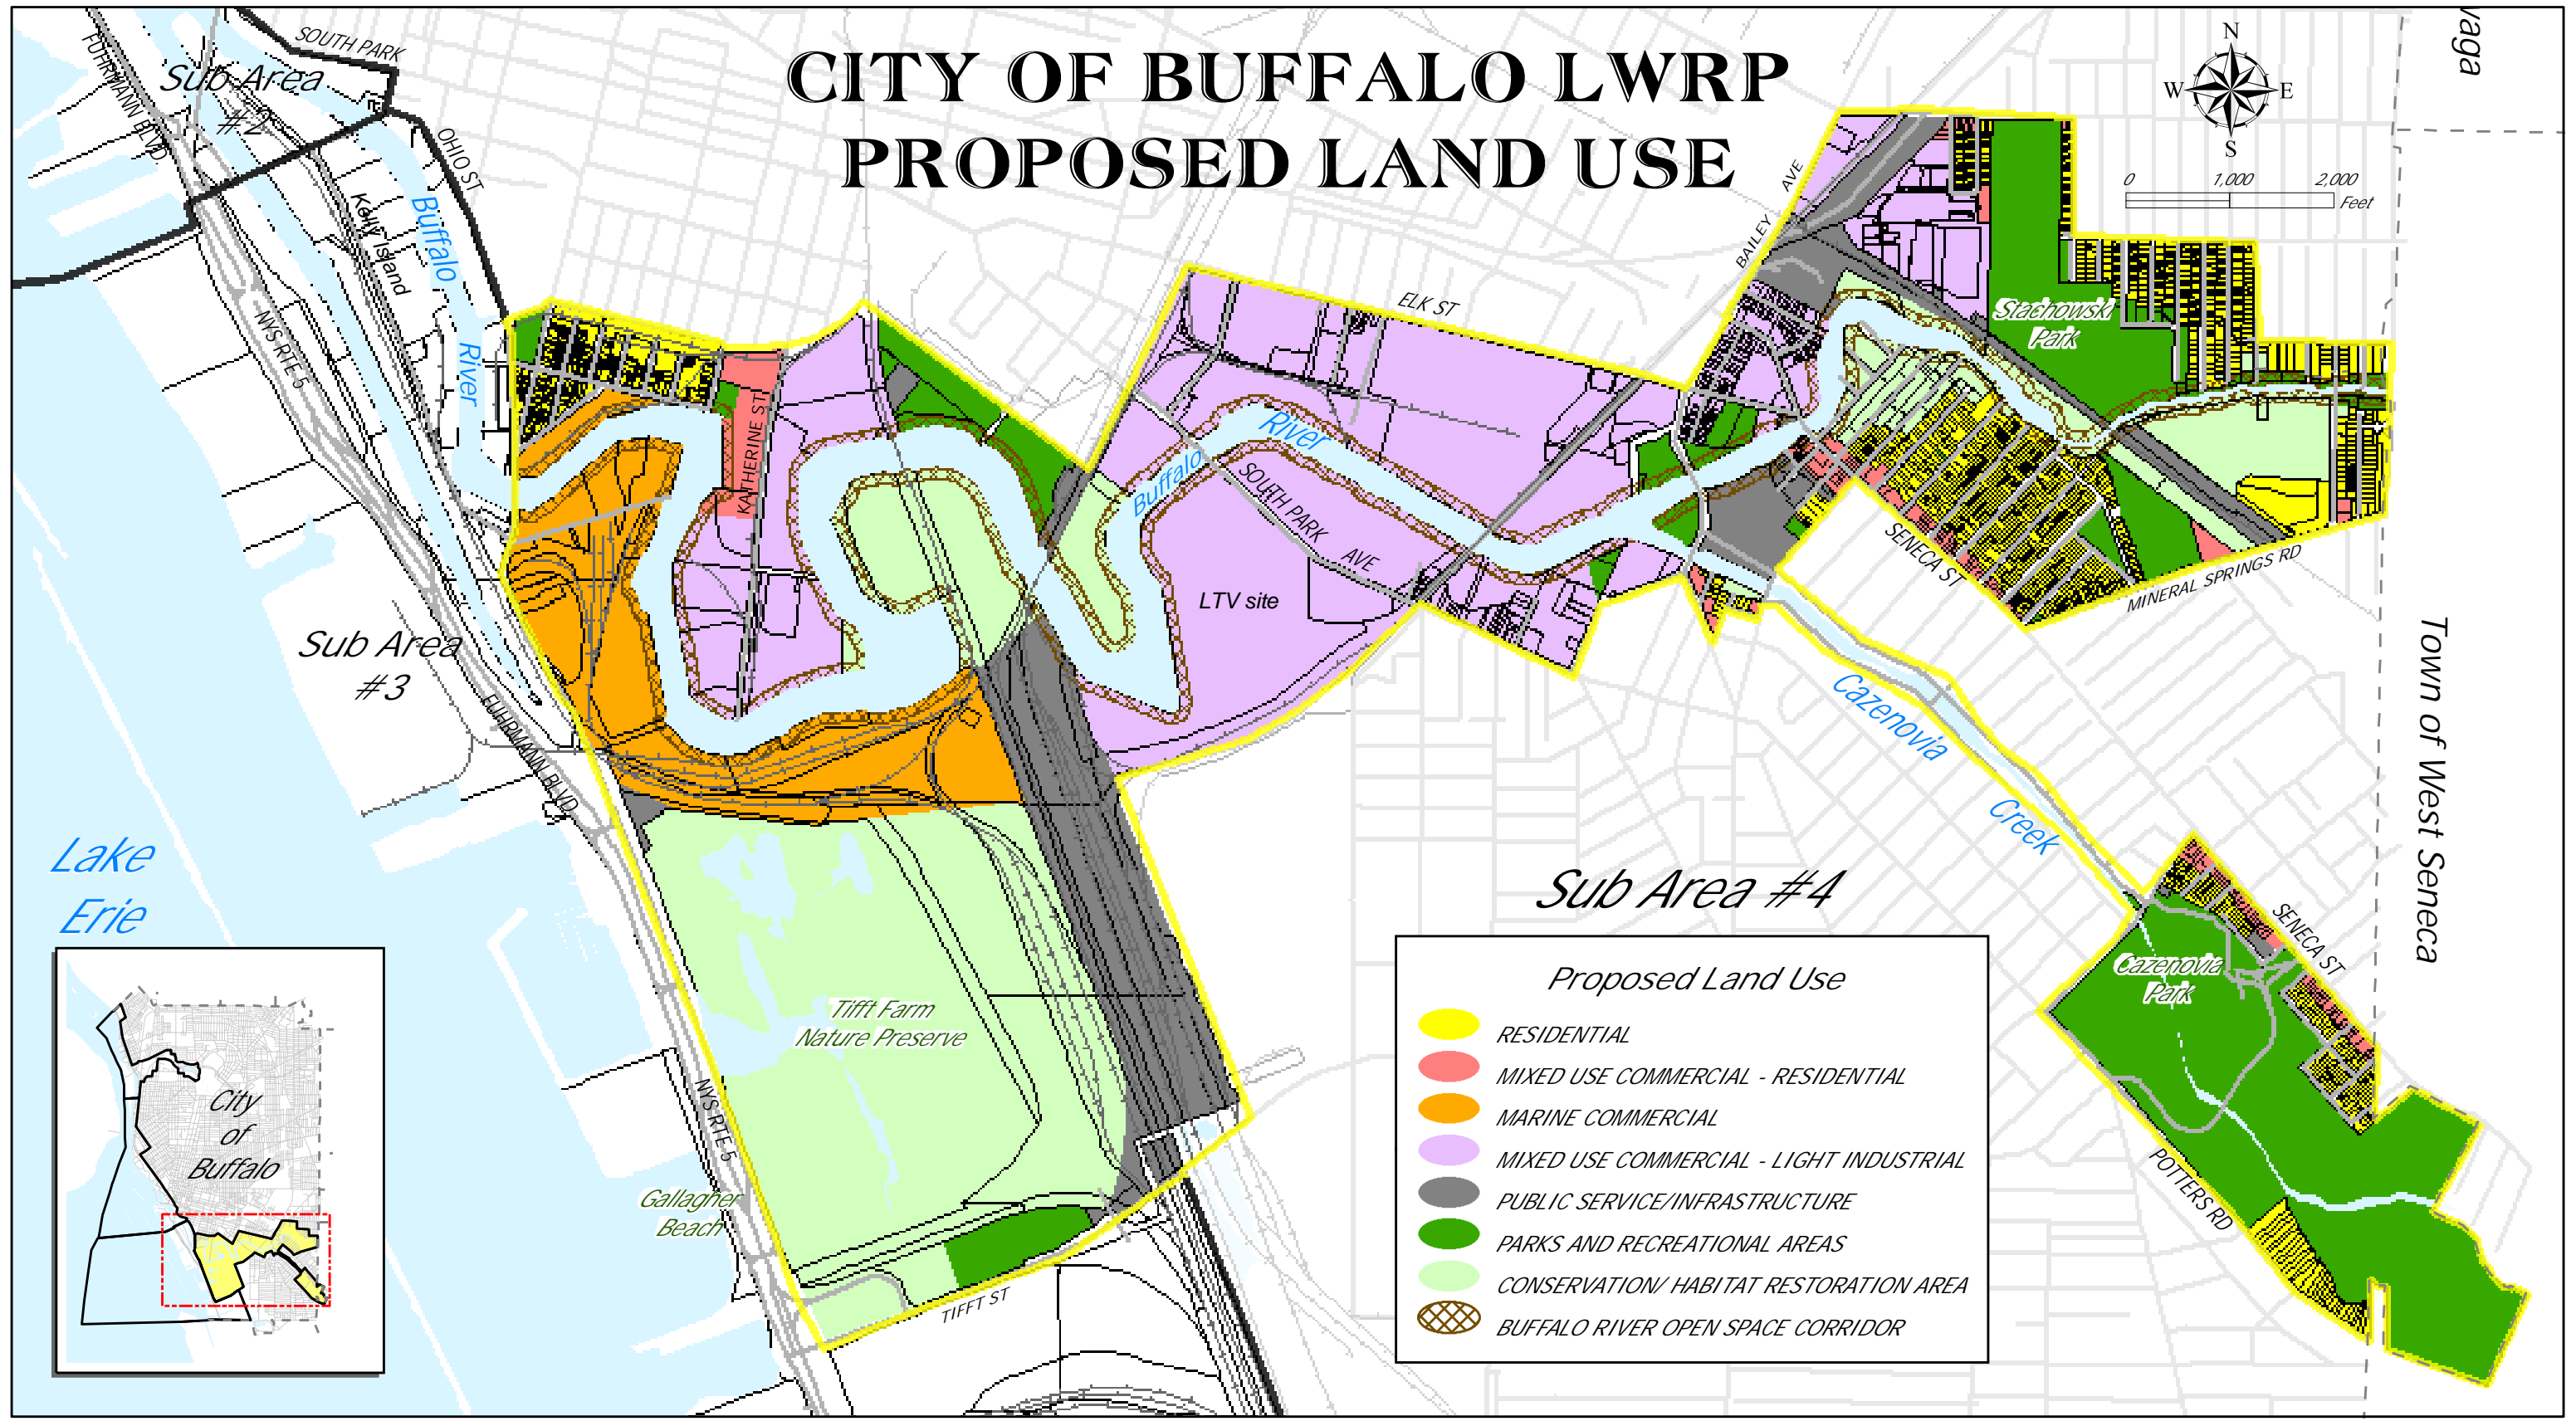 CITY OF BUFFALO LWRP
PROPOSED LAND USE
SOUTH PARK
FUHRMANN BLVD
Sub Area
#2
OHIO ST
Kelly Island
Buffalo
River
NYS RTE 5
N
W
E
S
0
1,000
2,000
Feet
vaga
BAILEY
AVE
ELK ST
Stachowski
Park
KATHERINE ST
River
Buffalo
SOUTH PARK
AVE
LTV site
SENECA ST
MINERAL SPRINGS RD
Sub Area
#3
FUHRMANN BLVD
Cazenovia
Creek
Town of West Seneca
Lake
Erie
Sub Area #4
SENECA ST
Cazenovia
Park
POTTERS RD
Tifft Farm
Nature Preserve
NYS RTE 5
Gallagher
Beach
TIFFT ST
City
of
Buffalo
Proposed Land Use
RESIDENTIAL
MIXED USE COMMERCIAL - RESIDENTIAL
MARINE COMMERCIAL
MIXED USE COMMERCIAL - LIGHT INDUSTRIAL
PUBLIC SERVICE/INFRASTRUCTURE
PARKS AND RECREATIONAL AREAS
CONSERVATION/ HABITAT RESTORATION AREA
BUFFALO RIVER OPEN SPACE CORRIDOR